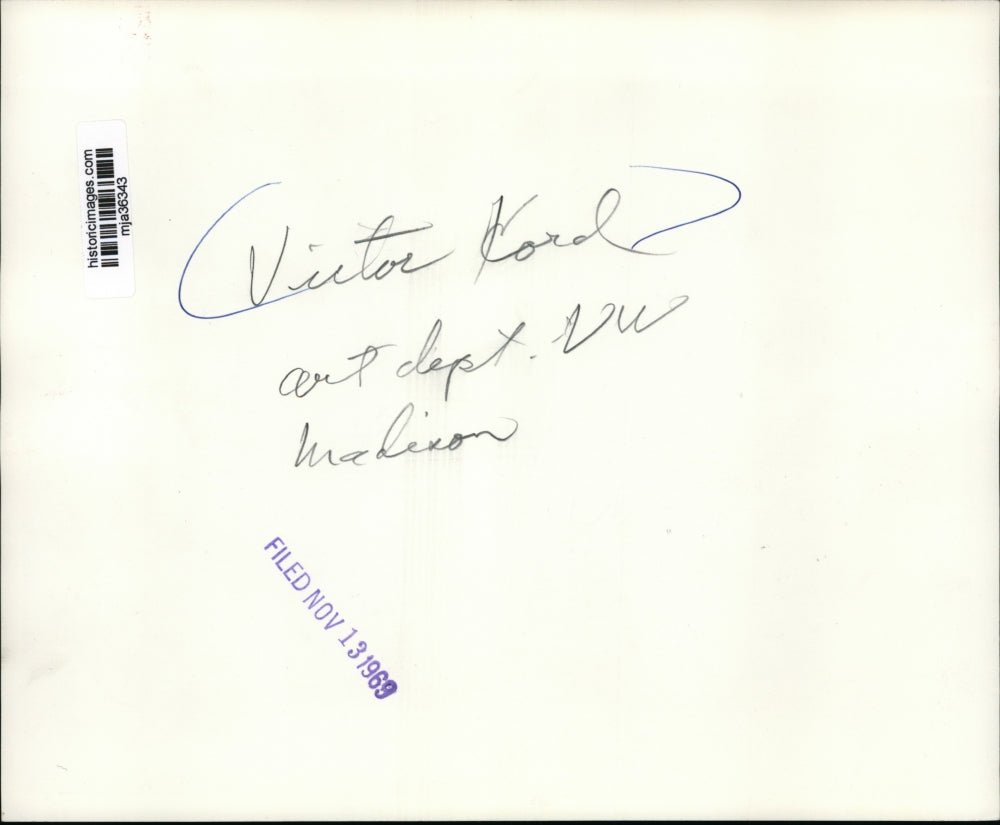 historicimages.com
mja36343
Victor Kord
art dept. UW
Madison
FILED NOV 13 1969